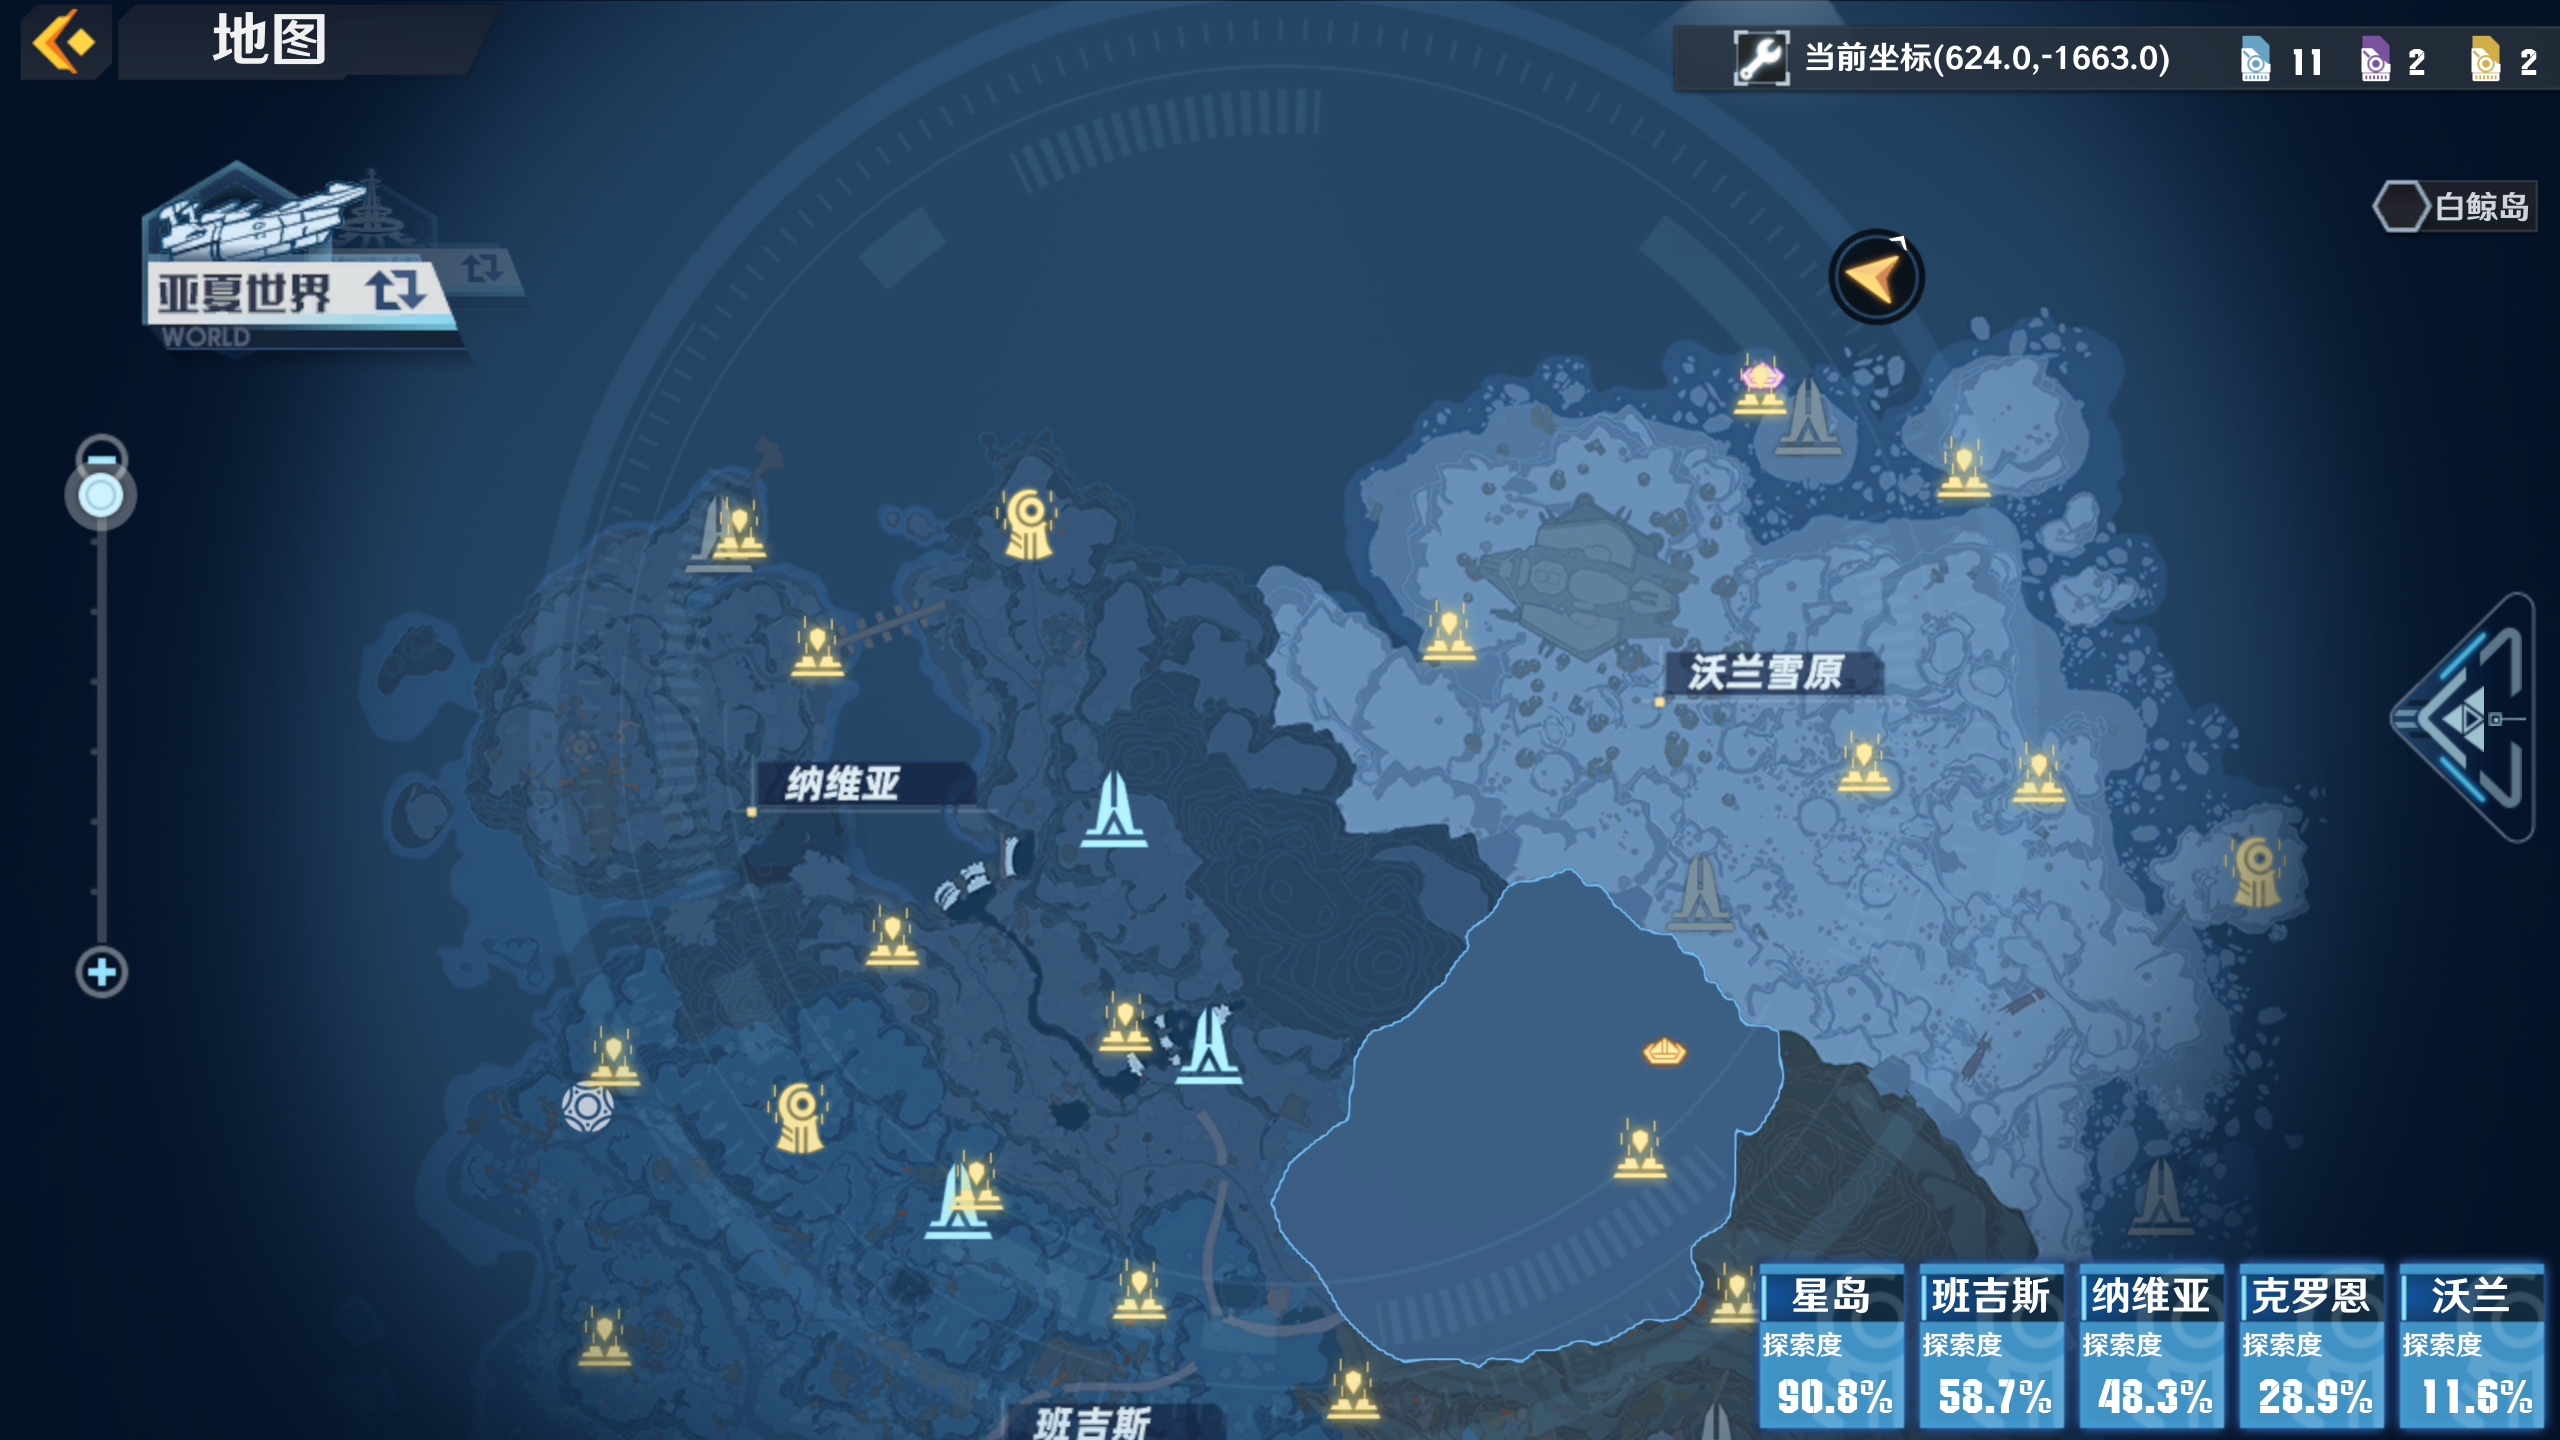 地图
当前坐标(624.0,-1663.0)
11
2
2
白鲸岛
亚夏世界
WORLD
沃兰雪原
纳维亚
班吉斯
星岛
探索度
90.8%
班吉斯
探索度
58.7%
纳维亚
探索度
48.3%
克罗恩
探索度
28.9%
沃兰
探索度
11.6%